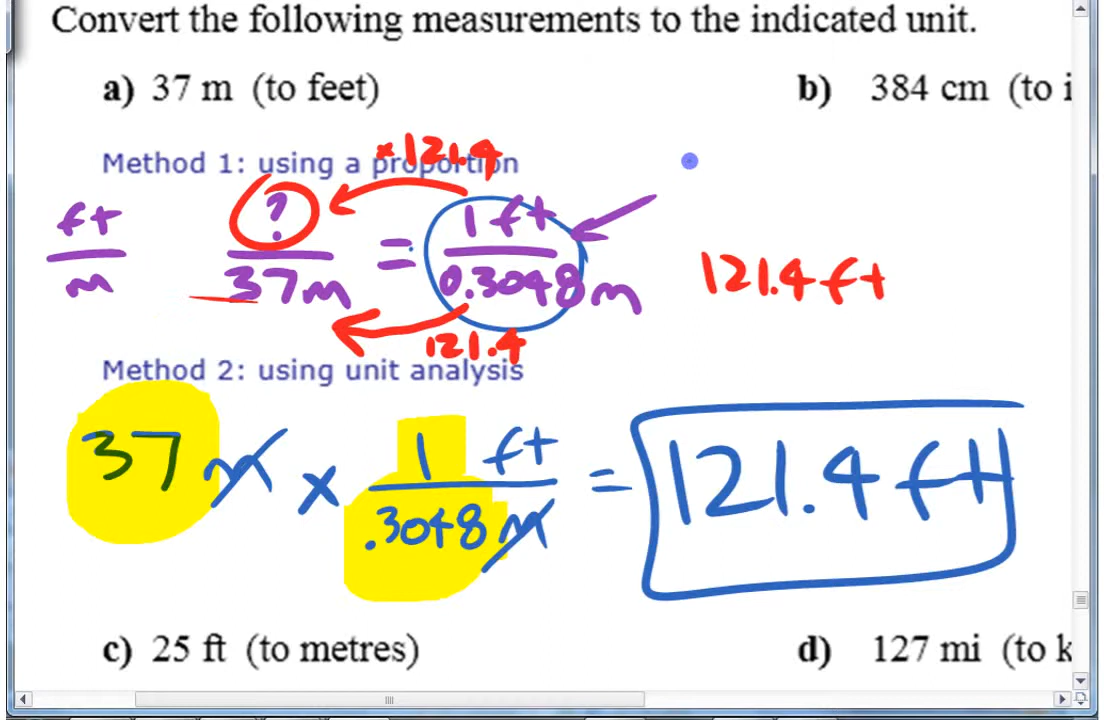 Convert the following measurements to the indicated unit.
a) 37 m (to feet)
b) 384 cm (to i
Method 1: using a proportion
×121.4
ft
m
?
37m
=
1 ft
0.3048m
121.4 ft
121.4
Method 2: using unit analysis
37 m × 1 ft
.3048 m
= 121.4 ft
c) 25 ft (to metres)
d) 127 mi (to k